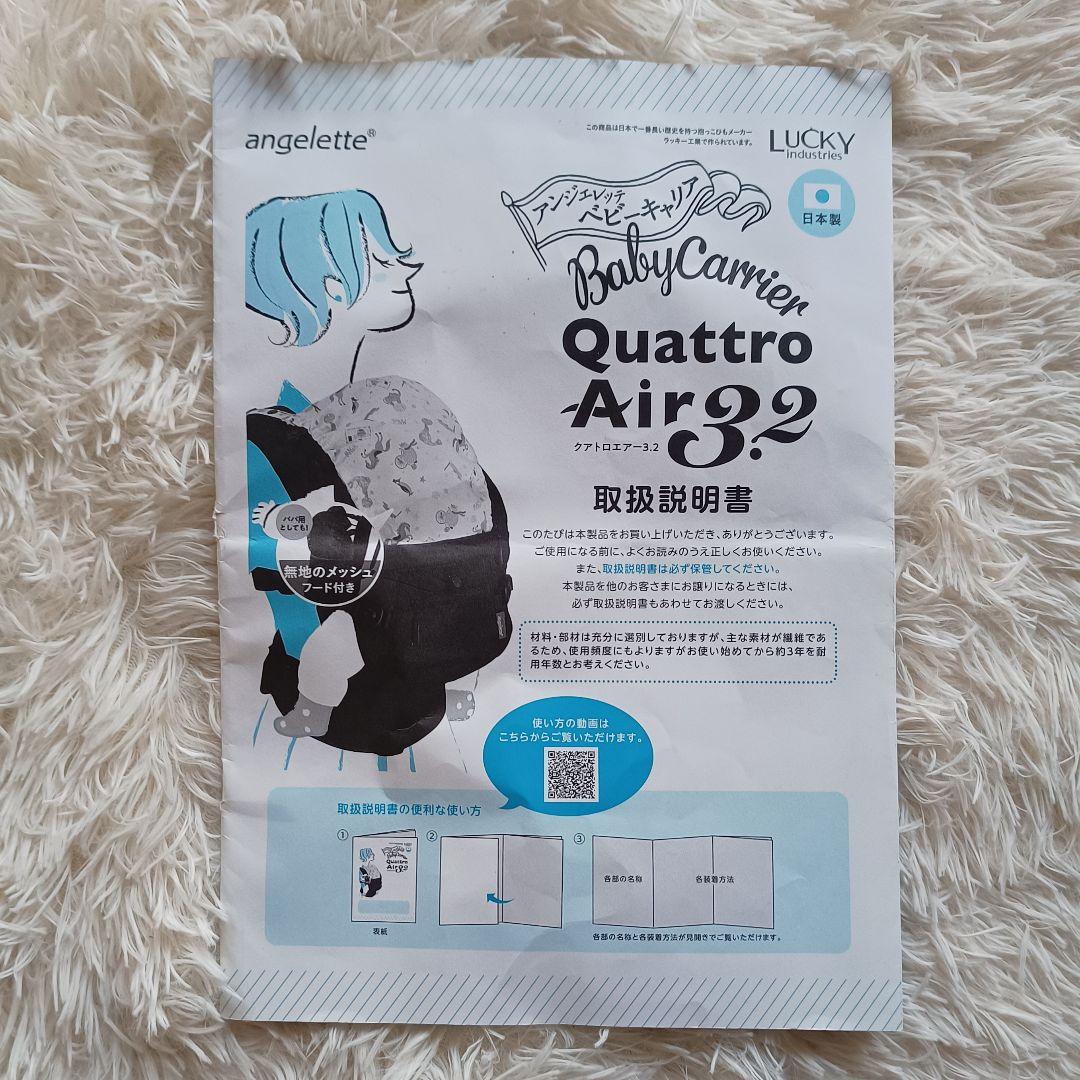 angelette®
この商品は日本で一番長い歴史を持つ抱っこひもメーカー
ラッキー工業で作られています。
LUCKY
industries
日本製
アンジェレッテ
ベビーキャリア
BabyCarrier
Quattro
Air3.2
クアトロエアー3.2
取扱説明書
このたびは本製品をお買い上げいただき、ありがとうございます。
ご使用になる前に、よくお読みのうえ正しくお使いください。
また、取扱説明書は必ず保管してください。
本製品を他のお客さまにお譲りになるときには、
必ず取扱説明書もあわせてお渡しください。
パパ用
としても!
無地のメッシュ
フード付き
材料・部材は充分に選別しておりますが、主な素材が繊維であ
るため、使用頻度にもよりますがお使い始めてから約3年を耐
用年数とお考えください。
使い方の動画は
こちらからご覧いただけます。
取扱説明書の便利な使い方
① ② ③
Quattro
Air3.2
表紙
各部の名称 各装着方法
各部の名称と各装着方法が見開きでご覧いただけます。